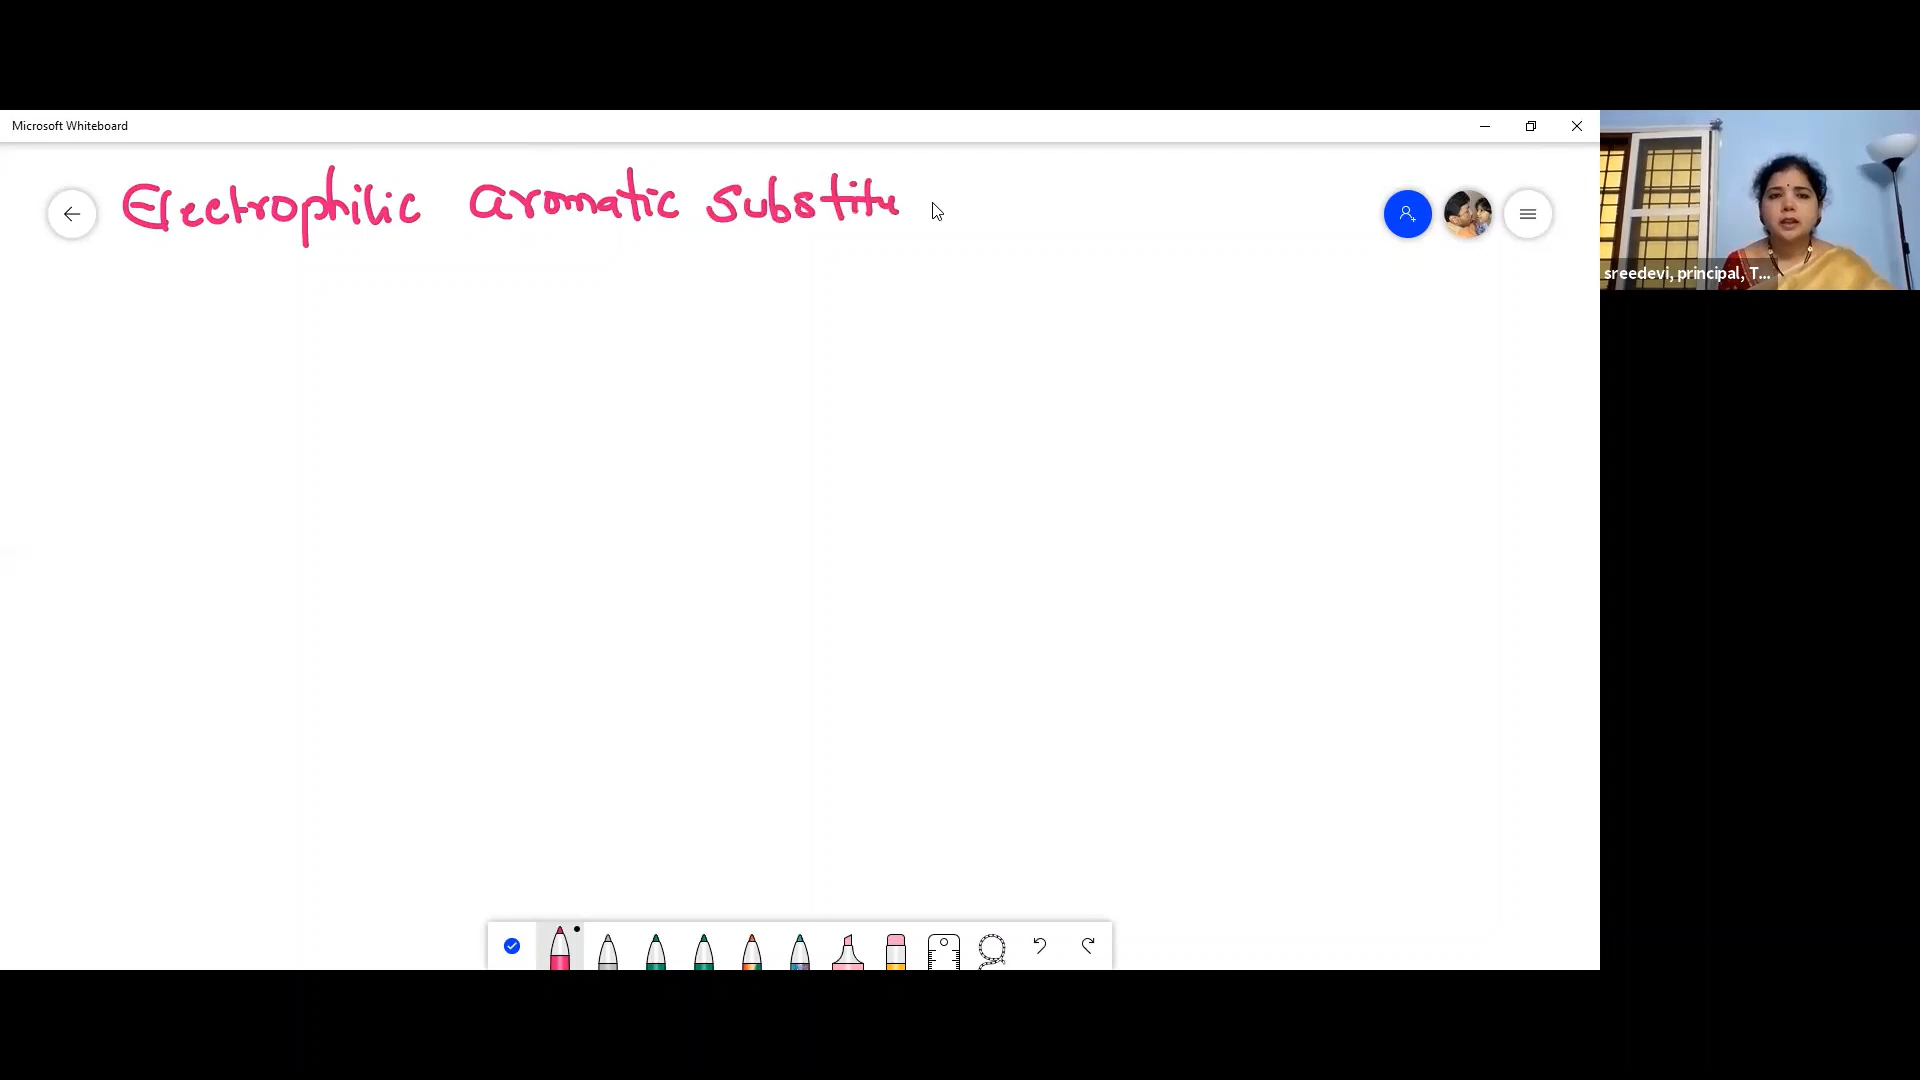 Microsoft Whiteboard
Electrophilic aromatic substitu
sreedevi, principal, T...